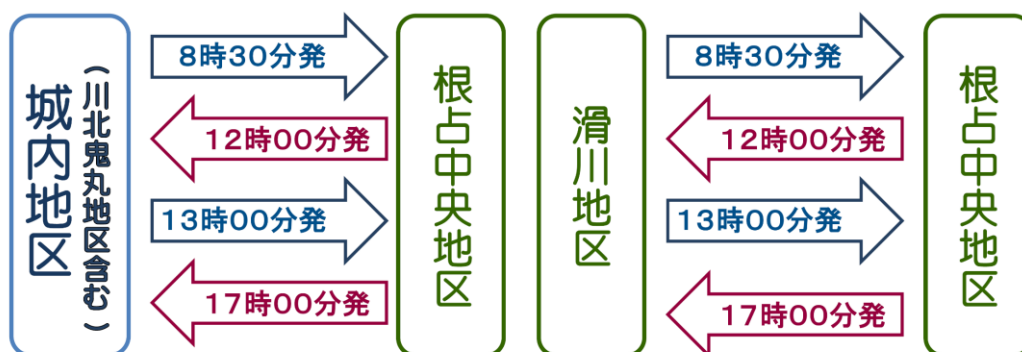 城内地区
(川北鬼丸地区含む)
8時30分発
12時00分発
13時00分発
17時00分発
根占中央地区
滑川地区
8時30分発
12時00分発
13時00分発
17時00分発
根占中央地区